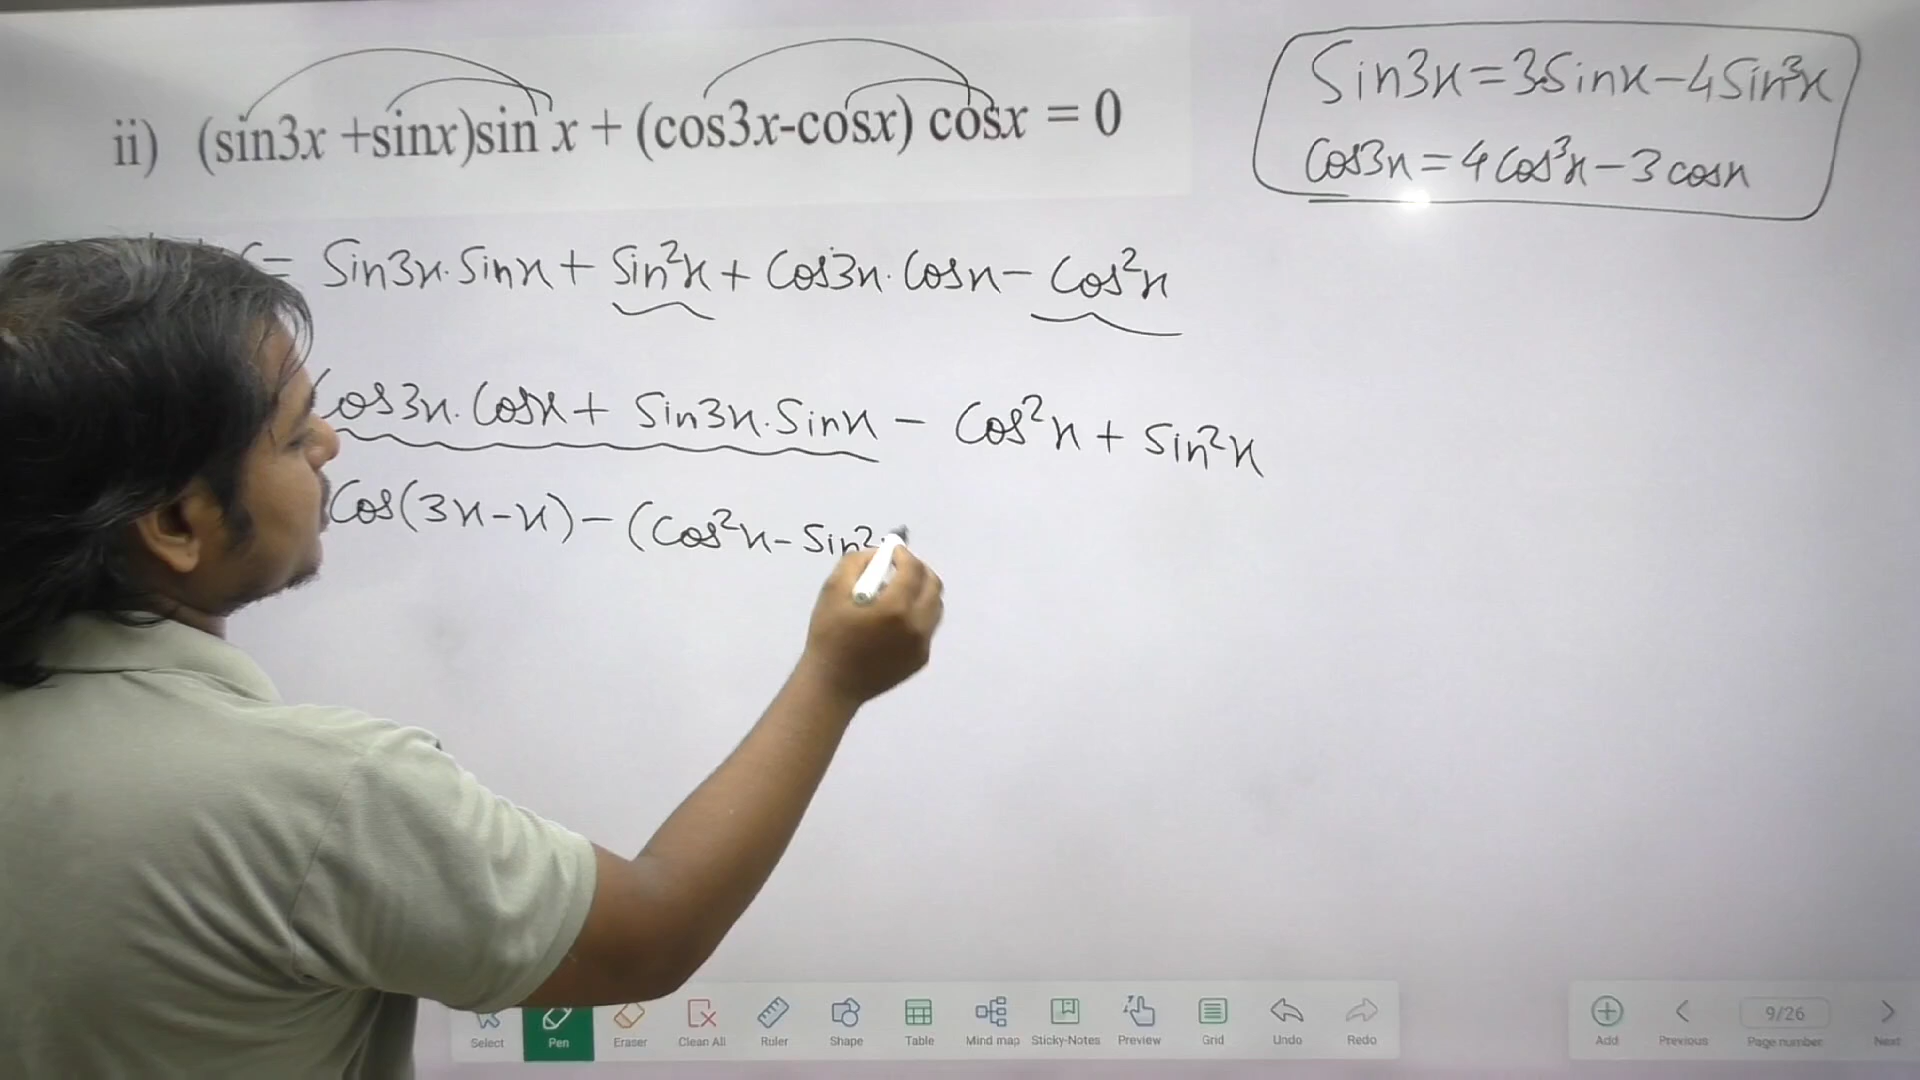 ii) (sin3x +sinx)sin x + (cos3x-cosx) cosx = 0
Sin3x = 3Sinx - 4Sin³x
Cos3x = 4Cos³x - 3cosx
= Sin3x.Sinx + Sin²x + Cos3x.Cosx - Cos²x
Cos3x.Cosx + Sin3x.Sinx - Cos²x + Sin²x
Cos(3x-x) - (Cos²x - Sin²
Select Pen Eraser Clean All Ruler Shape Table Mind map Sticky-Notes Preview Grid Undo Redo Add Previous 9/26 Page number Next